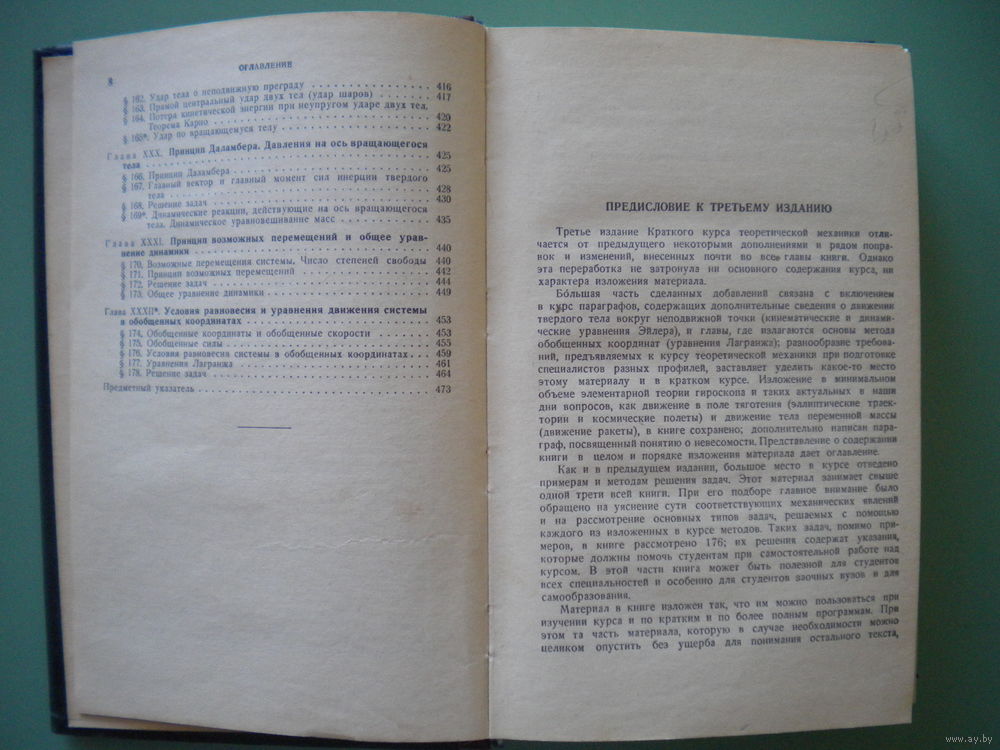 8
ОГЛАВЛЕНИЕ
§ 162. Удар тела о неподвижную преграду . . . . . . . . . . . . 416
§ 163. Прямой центральный удар двух тел (удар шаров) . . . . . . 417
§ 164. Потеря кинетической энергии при неупругом ударе двух тел.
Теорема Карно . . . . . . . . . . . . . . . . . . . . . . 420
§ 165*. Удар по вращающемуся телу . . . . . . . . . . . . . . . 422
Глава XXX. Принцип Даламбера. Давления на ось вращающегося
тела . . . . . . . . . . . . . . . . . . . . . . . . . . . 425
§ 166. Принцип Даламбера . . . . . . . . . . . . . . . . . . . 425
§ 167. Главный вектор и главный момент сил инерции твердого
тела . . . . . . . . . . . . . . . . . . . . . . . . . . 428
§ 168. Решение задач . . . . . . . . . . . . . . . . . . . . . 430
§ 169*. Динамические реакции, действующие на ось вращающегося
тела. Динамическое уравновешивание масс . . . . . . . . . 435
Глава XXXI. Принцип возможных перемещений и общее урав-
нение динамики . . . . . . . . . . . . . . . . . . . . . . 440
§ 170. Возможные перемещения системы. Число степеней свободы 440
§ 171. Принцип возможных перемещений . . . . . . . . . . . . . 442
§ 172. Решение задач . . . . . . . . . . . . . . . . . . . . . 444
§ 173. Общее уравнение динамики . . . . . . . . . . . . . . . . 449
Глава XXXII*. Условия равновесия и уравнения движения системы
в обобщенных координатах . . . . . . . . . . . . . . . . . 453
§ 174. Обобщенные координаты и обобщенные скорости . . . . . . 453
§ 175. Обобщенные силы . . . . . . . . . . . . . . . . . . . . 455
§ 176. Условия равновесия системы в обобщенных координатах . . . 459
§ 177. Уравнения Лагранжа . . . . . . . . . . . . . . . . . . . 461
§ 178. Решение задач . . . . . . . . . . . . . . . . . . . . . 464
Предметный указатель . . . . . . . . . . . . . . . . . . . . . 473
ПРЕДИСЛОВИЕ К ТРЕТЬЕМУ ИЗДАНИЮ
Третье издание Краткого курса теоретической механики отли-
чается от предыдущего некоторыми дополнениями и рядом попра-
вок и изменений, внесенных почти во все главы книги. Однако
эта переработка не затронула ни основного содержания курса, ни
характера изложения материала.
Бо́льшая часть сделанных добавлений связана с включением
в курс параграфов, содержащих дополнительные сведения о движении
твердого тела вокруг неподвижной точки (кинематические и динами-
ческие уравнения Эйлера), и главы, где излагаются основы метода
обобщенных координат (уравнения Лагранжа); разнообразие требова-
ний, предъявляемых к курсу теоретической механики при подготовке
специалистов разных профилей, заставляет уделить какое-то место
этому материалу и в кратком курсе. Изложение в минимальном
объеме элементарной теории гироскопа и таких актуальных в наши
дни вопросов, как движение в поле тяготения (эллиптические траек-
тории и космические полеты) и движение тела переменной массы
(движение ракеты), в книге сохранено; дополнительно написан пара-
граф, посвященный понятию о невесомости. Представление о содержании
книги в целом и порядке изложения материала дает оглавление.
Как и в предыдущем издании, большое место в курсе отведено
примерам и методам решения задач. Этот материал занимает свыше
одной трети всей книги. При его подборе главное внимание было
обращено на уяснение сути соответствующих механических явлений
и на рассмотрение основных типов задач, решаемых с помощью
каждого из изложенных в курсе методов. Таких задач, помимо при-
меров, в книге рассмотрено 176; их решения содержат указания,
которые должны помочь студентам при самостоятельной работе над
курсом. В этой части книга может быть полезной для студентов
всех специальностей и особенно для студентов заочных вузов и для
самообразования.
Материал в книге изложен так, что им можно пользоваться при
изучении курса и по кратким и по более полным программам. При
этом та часть материала, которую в случае необходимости можно
целиком опустить без ущерба для понимания остального текста,
www.ay.by